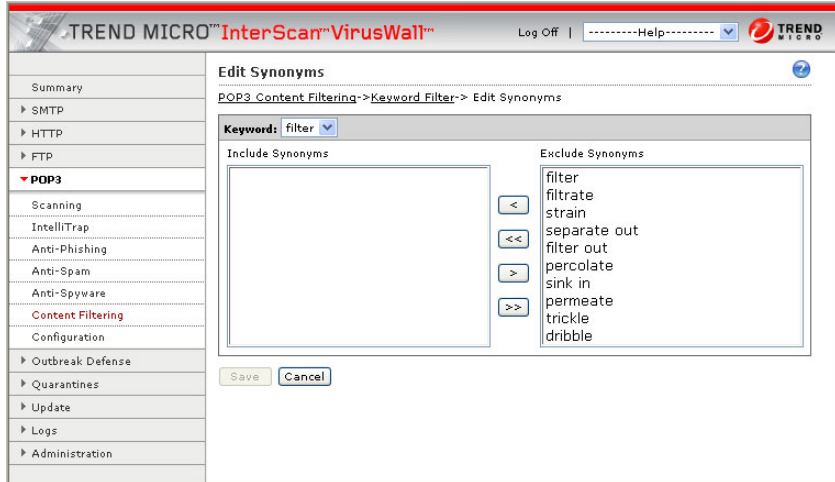 TREND MICRO™ InterScan™ VirusWall™
Log Off | ---------Help---------
TREND MICRO
Summary
SMTP
HTTP
FTP
POP3
Scanning
IntelliTrap
Anti-Phishing
Anti-Spam
Anti-Spyware
Content Filtering
Configuration
Outbreak Defense
Quarantines
Update
Logs
Administration
Edit Synonyms
?
POP3 Content Filtering->Keyword Filter-> Edit Synonyms
Keyword: filter
Include Synonyms
<
<<
>
>>
Exclude Synonyms
filter
filtrate
strain
separate out
filter out
percolate
sink in
permeate
trickle
dribble
Save Cancel